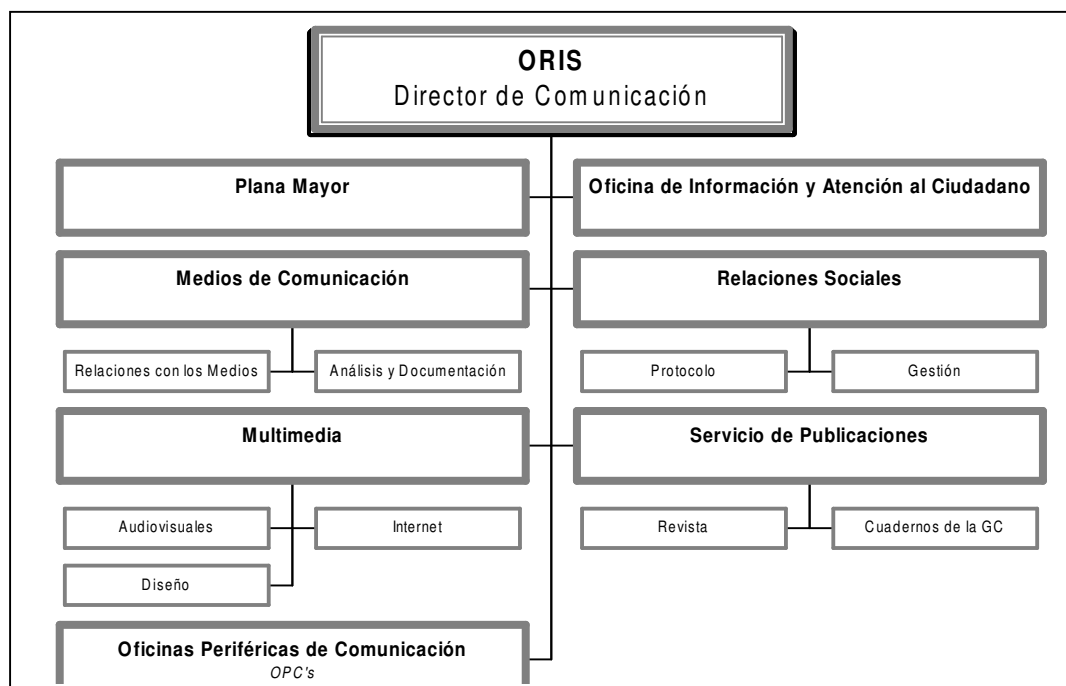 ORIS
Director de Comunicación
Plana Mayor
Oficina de Información y Atención al Ciudadano
Medios de Comunicación
Relaciones Sociales
Relaciones con los Medios
Análisis y Documentación
Protocolo
Gestión
Multimedia
Servicio de Publicaciones
Audiovisuales
Internet
Revista
Cuadernos de la GC
Diseño
Oficinas Periféricas de Comunicación
OPC's